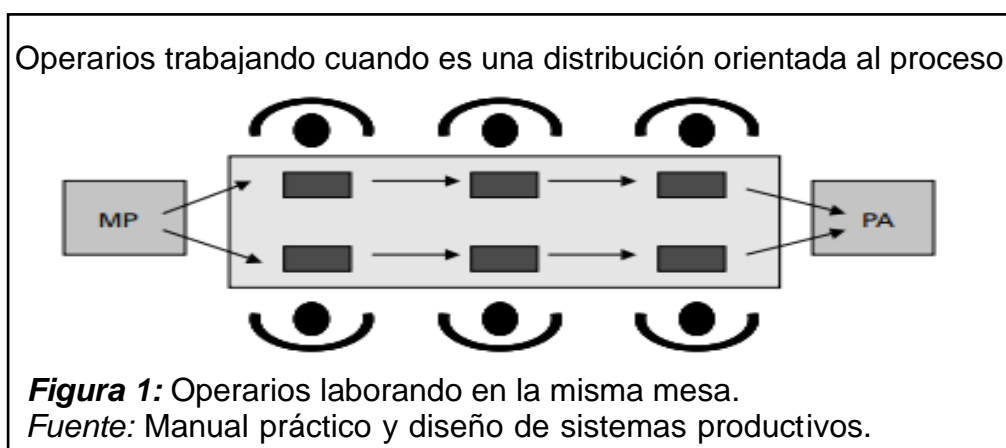 Operarios trabajando cuando es una distribución orientada al proceso
MP
PA
Figura 1: Operarios laborando en la misma mesa.
Fuente: Manual práctico y diseño de sistemas productivos.